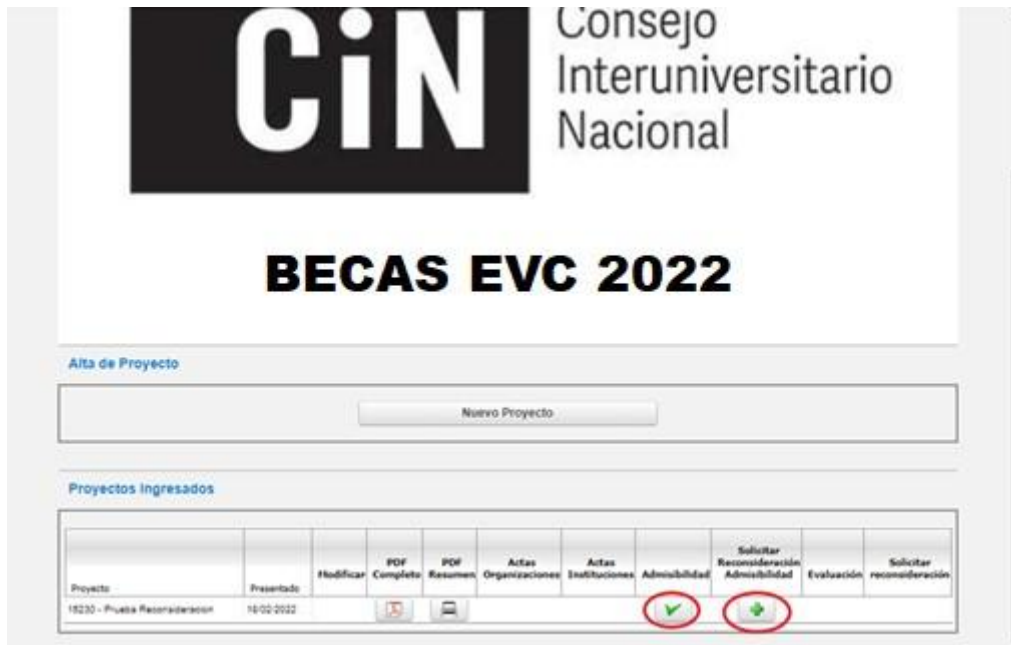 CiN
Consejo
Interuniversitario
Nacional
BECAS EVC 2022
Alta de Proyecto
Nuevo Proyecto
Proyectos Ingresados
Proyecto Presentado Modificar PDF Completo PDF Resumen Actas Organizaciones Actas Instituciones Admisibilidad Solicitar Reconsideración Admisibilidad Evaluación Solicitar reconsideración
15230 - Prueba Reconsideracion 16/02/2022